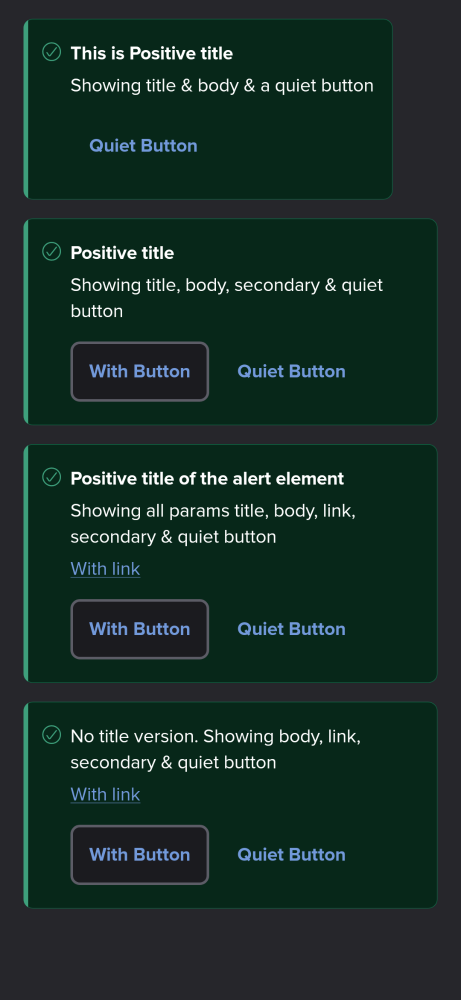 This is Positive title
Showing title & body & a quiet button
Quiet Button
Positive title
Showing title, body, secondary & quiet
button
With Button
Quiet Button
Positive title of the alert element
Showing all params title, body, link,
secondary & quiet button
With link
With Button
Quiet Button
No title version. Showing body, link,
secondary & quiet button
With link
With Button
Quiet Button